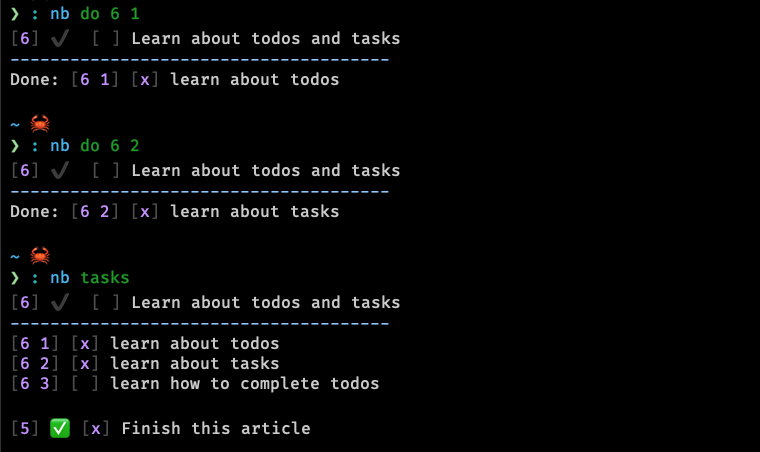 ❯ : nb do 6 1
[6] ✔️ [ ] Learn about todos and tasks
--------------------------------------
Done: [6 1] [x] learn about todos
~ 🦀
❯ : nb do 6 2
[6] ✔️ [ ] Learn about todos and tasks
--------------------------------------
Done: [6 2] [x] learn about tasks
~ 🦀
❯ : nb tasks
[6] ✔️ [ ] Learn about todos and tasks
--------------------------------------
[6 1] [x] learn about todos
[6 2] [x] learn about tasks
[6 3] [ ] learn how to complete todos
[5] ✅ [x] Finish this article